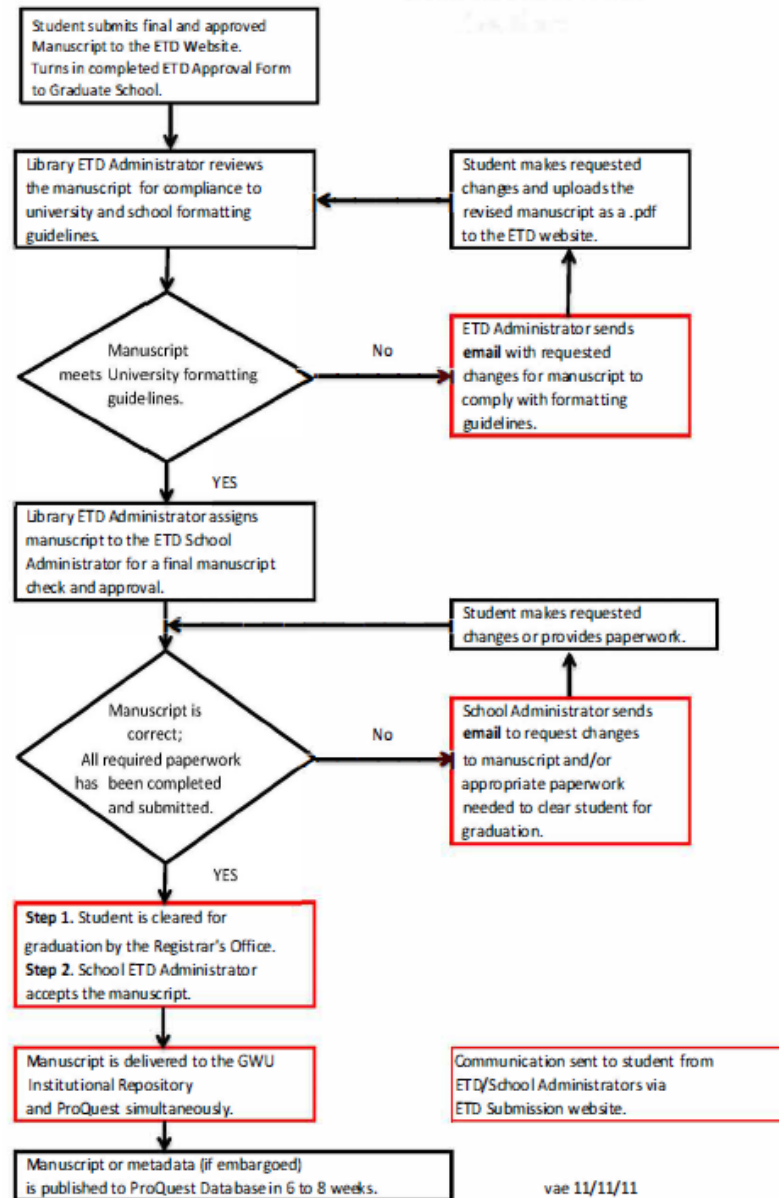 Student submits final and approved
Manuscript to the ETD Website.
Turns in completed ETD Approval Form
to Graduate School.
Library ETD Administrator reviews
the manuscript for compliance to
university and school formatting
guidelines.
Student makes requested
changes and uploads the
revised manuscript as a .pdf
to the ETD website.
Manuscript
meets University formatting
guide-lines.
No
ETD Administrator sends
email with requested
changes for manuscript to
comply with formatting
guidelines.
YES
Library ETD Administrator assigns
manuscript to the ETD School
Administrator for a final manuscript
check and approval.
Student makes requested
changes or provides paperwork.
Manuscript is
correct;
All required paperwork
has been completed
and submitted.
No
School Administrator sends
email to request changes
to manuscript and/or
appropriate paperwork
needed to clear student for
graduation.
YES
Step 1. Student is cleared for
graduation by the Registrar's Office.
Step 2. School ETD Administrator
accepts the manuscript.
Manuscript is delivered to the GWU
Institutional Repository
and ProQuest simultaneously.
Communication sent to student from
ETD/School Administrators via
ETD Submission website.
Manuscript or metadata (if embargoed)
is published to ProQuest Database in 6 to 8 weeks.
vae 11/11/11